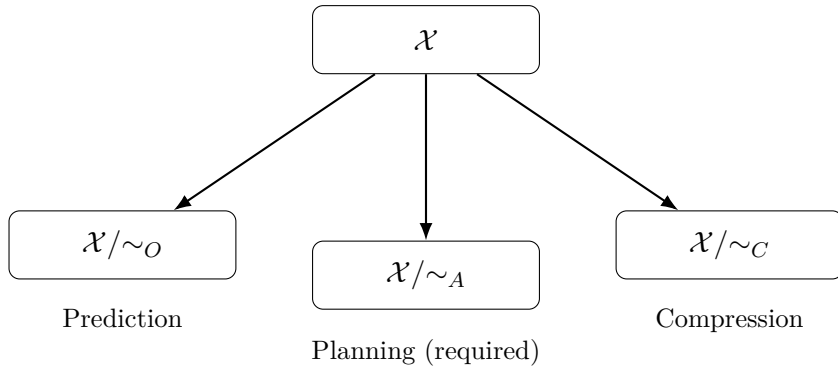 𝒳
𝒳/∼_O
𝒳/∼_A
𝒳/∼_C
Prediction
Planning (required)
Compression